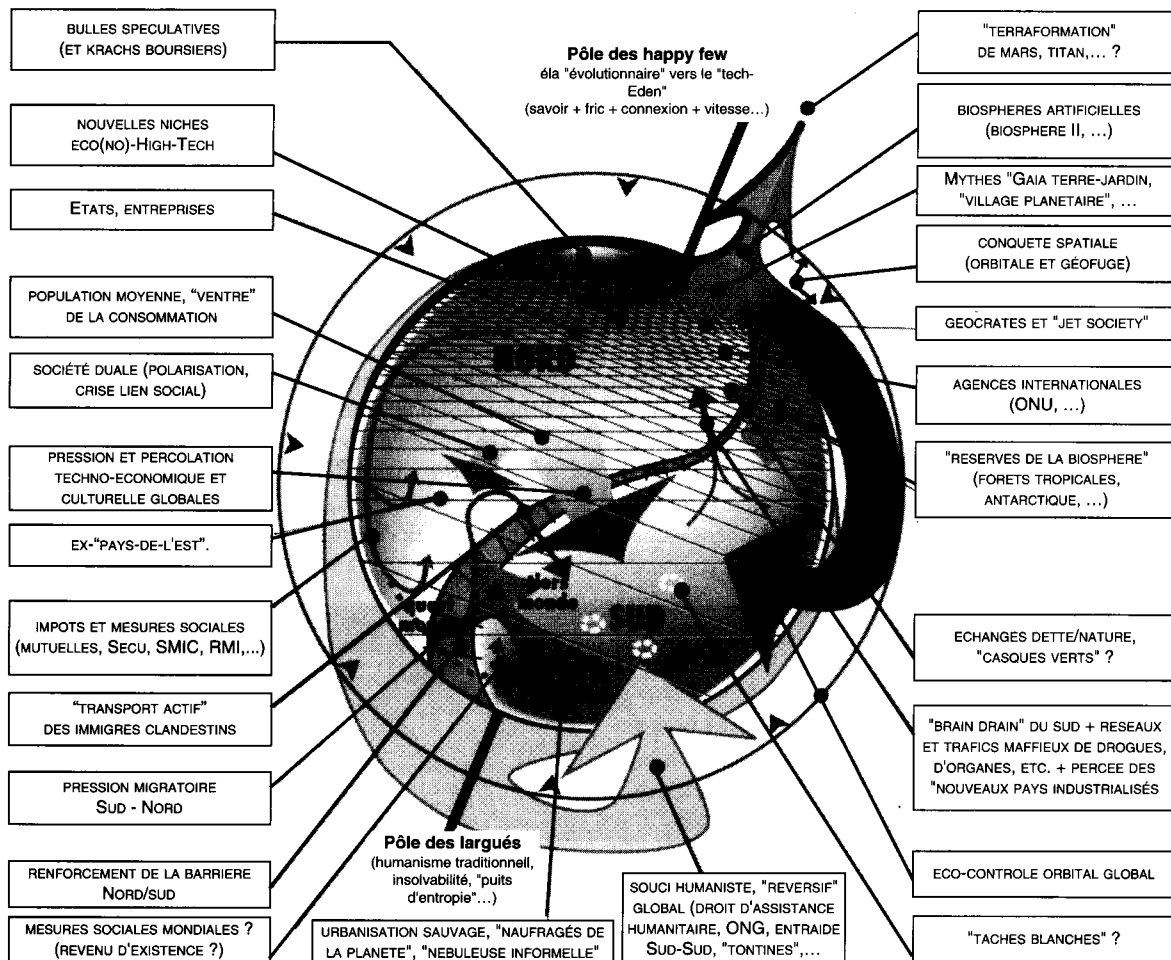 BULLES SPECULATIVES
(ET KRACHS BOURSIERS)
NOUVELLES NICHES
ECO(NO)-HIGH-TECH
ETATS, ENTREPRISES
POPULATION MOYENNE, "VENTRE"
DE LA CONSOMMATION
SOCIÉTÉ DUALE (POLARISATION,
CRISE LIEN SOCIAL)
PRESSION ET PERCOLATION
TECHNO-ECONOMIQUE ET
CULTURELLE GLOBALES
EX-"PAYS-DE-L'EST".
IMPOTS ET MESURES SOCIALES
(MUTUELLES, SECU, SMIC, RMI,...)
"TRANSPORT ACTIF"
DES IMMIGRES CLANDESTINS
PRESSION MIGRATOIRE
SUD - NORD
RENFORCEMENT DE LA BARRIERE
NORD/SUD
MESURES SOCIALES MONDIALES ?
(REVENU D'EXISTENCE ?)
Pôle des happy few
éla "évolutionnaire" vers le "tech-
Eden"
(savoir + fric + connexion + vitesse...)
NORD
tiers
monde
SUD
Pôle des largués
(humanisme traditionnell,
insolvabilité, "puits
d'entropie"...)
URBANISATION SAUVAGE, "NAUFRAGÉS DE
LA PLANETE", "NEBULEUSE INFORMELLE"
SOUCI HUMANISTE, "REVERSIF"
GLOBAL (DROIT D'ASSISTANCE
HUMANITAIRE, ONG, ENTRAIDE
SUD-SUD, "TONTINES",...
"TERRAFORMATION"
DE MARS, TITAN,... ?
BIOSPHERES ARTIFICIELLES
(BIOSPHERE II, ...)
MYTHES "GAIA TERRE-JARDIN,
"VILLAGE PLANETAIRE", ...
CONQUETE SPATIALE
(ORBITALE ET GÉOFUGE)
GEOCRATES ET "JET SOCIETY"
AGENCES INTERNATIONALES
(ONU, ...)
"RESERVES DE LA BIOSPHERE"
(FORETS TROPICALES,
ANTARCTIQUE, ...)
ECHANGES DETTE/NATURE,
"CASQUES VERTS" ?
"BRAIN DRAIN" DU SUD + RESEAUX
ET TRAFICS MAFFIEUX DE DROGUES,
D'ORGANES, ETC. + PERCEE DES
"NOUVEAUX PAYS INDUSTRIALISÉS
ECO-CONTROLE ORBITAL GLOBAL
"TACHES BLANCHES" ?